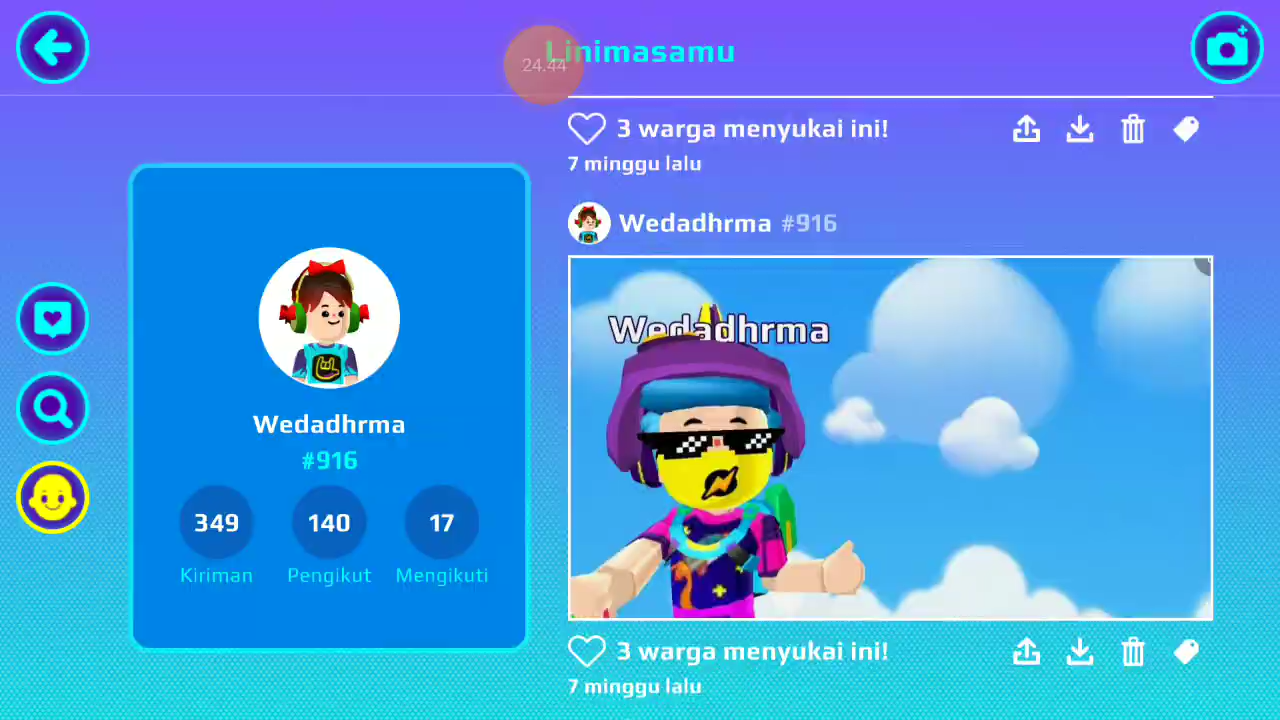 Linimasamu
24.44
3 warga menyukai ini!
7 minggu lalu
Wedadhrma #916
Wedadhrma
Wedadhrma
#916
349
140
17
Kiriman
Pengikut
Mengikuti
3 warga menyukai ini!
7 minggu lalu